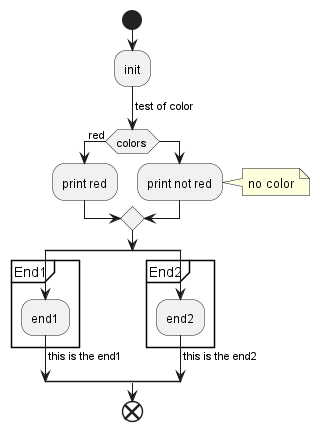 init
test of color
red
colors
print red
print not red
no color
End1
End2
end1
end2
this is the end1
this is the end2